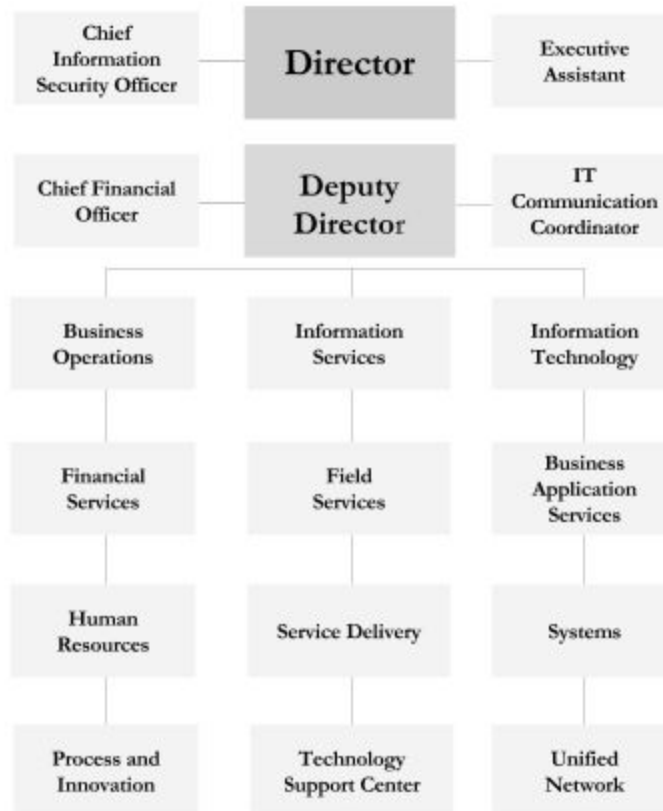 Chief
Information
Security Officer
Director
Executive
Assistant
Chief Financial
Officer
Deputy
Director
IT
Communication
Coordinator
Business
Operations
Information
Services
Information
Technology
Financial
Services
Field
Services
Business
Application
Services
Human
Resources
Service Delivery
Systems
Process and
Innovation
Technology
Support Center
Unified
Network